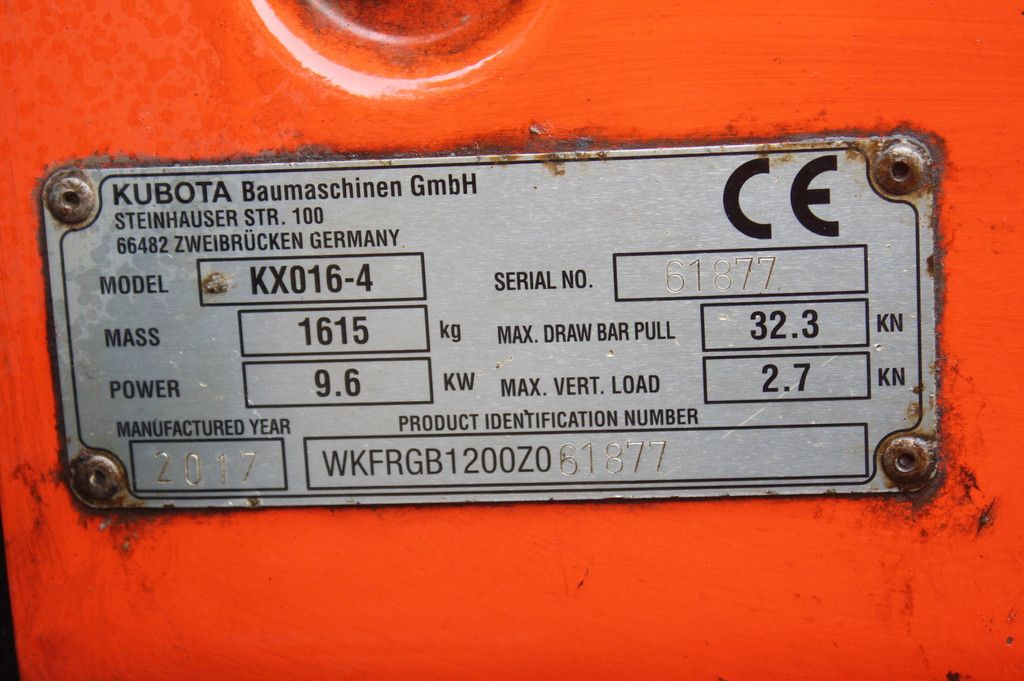 KUBOTA Baumaschinen GmbH
STEINHAUSER STR. 100
66482 ZWEIBRÜCKEN GERMANY
CE
MODEL KX016-4 SERIAL NO. 61877
MASS 1615 kg MAX. DRAW BAR PULL 32.3 KN
POWER 9.6 KW MAX. VERT. LOAD 2.7 KN
MANUFACTURED YEAR PRODUCT IDENTIFICATION NUMBER
2017 WKFRGB1200Z061877